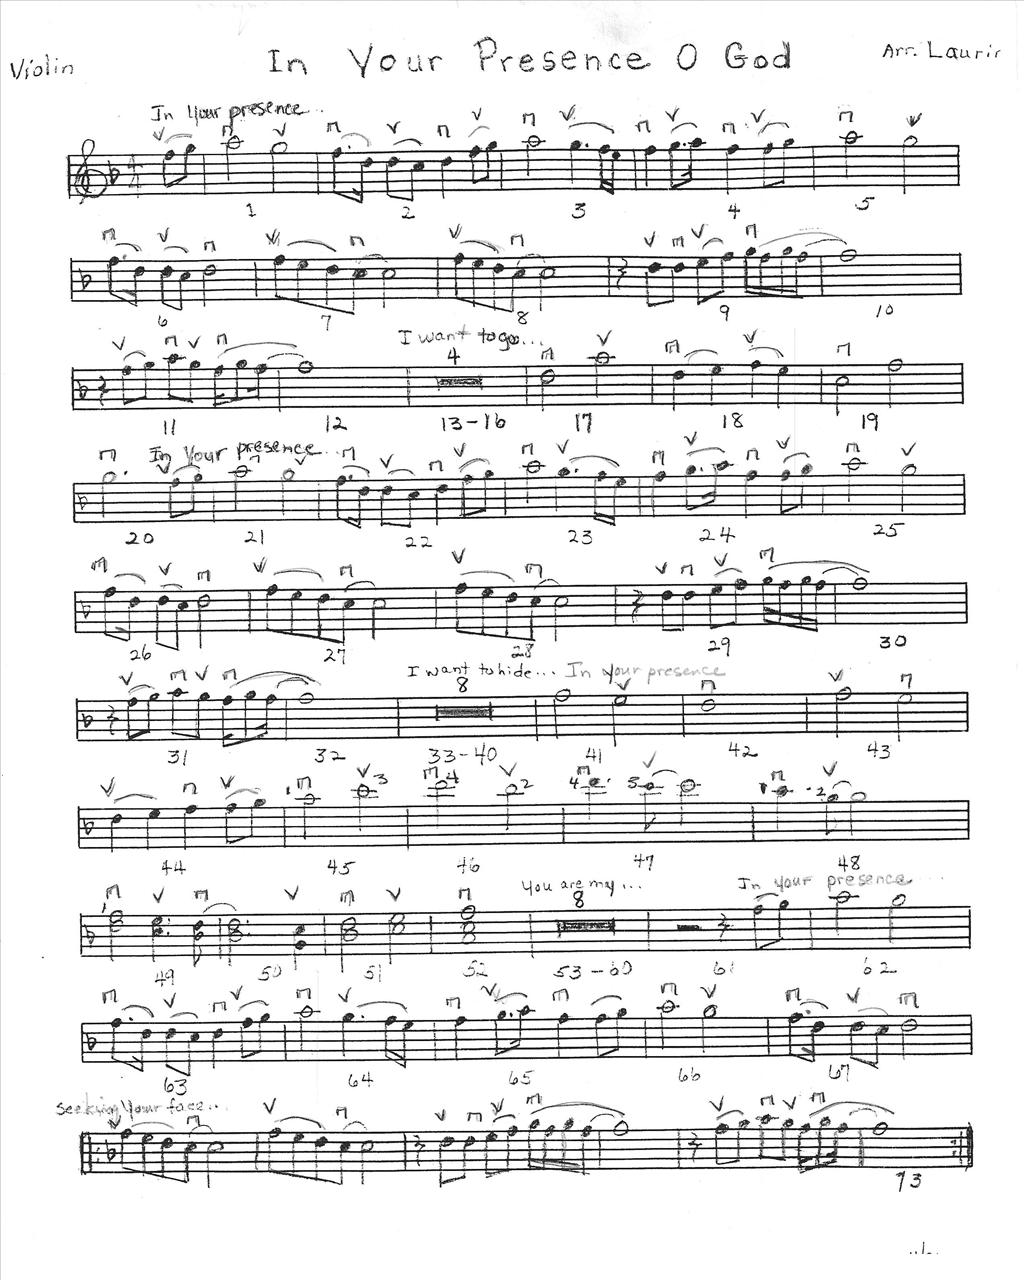 Violin
In Your Presence O God
Arr. Laurir
In Your presence...
1 2 3 4 5
6 7 8 9 10
I want to go...
4
11 12 13-16 17 18 19
In Your presence...
20 21 22 23 24 25
26 27 28 29 30
I want to hide... In your presence
8
31 32 33-40 41 42 43
3 4 2 4 3 1 2
44 45 46 47 48
You are my... In your presence....
8
49 50 51 52 53-60 61 62
63 64 65 66 67
Seeking Your face...
73